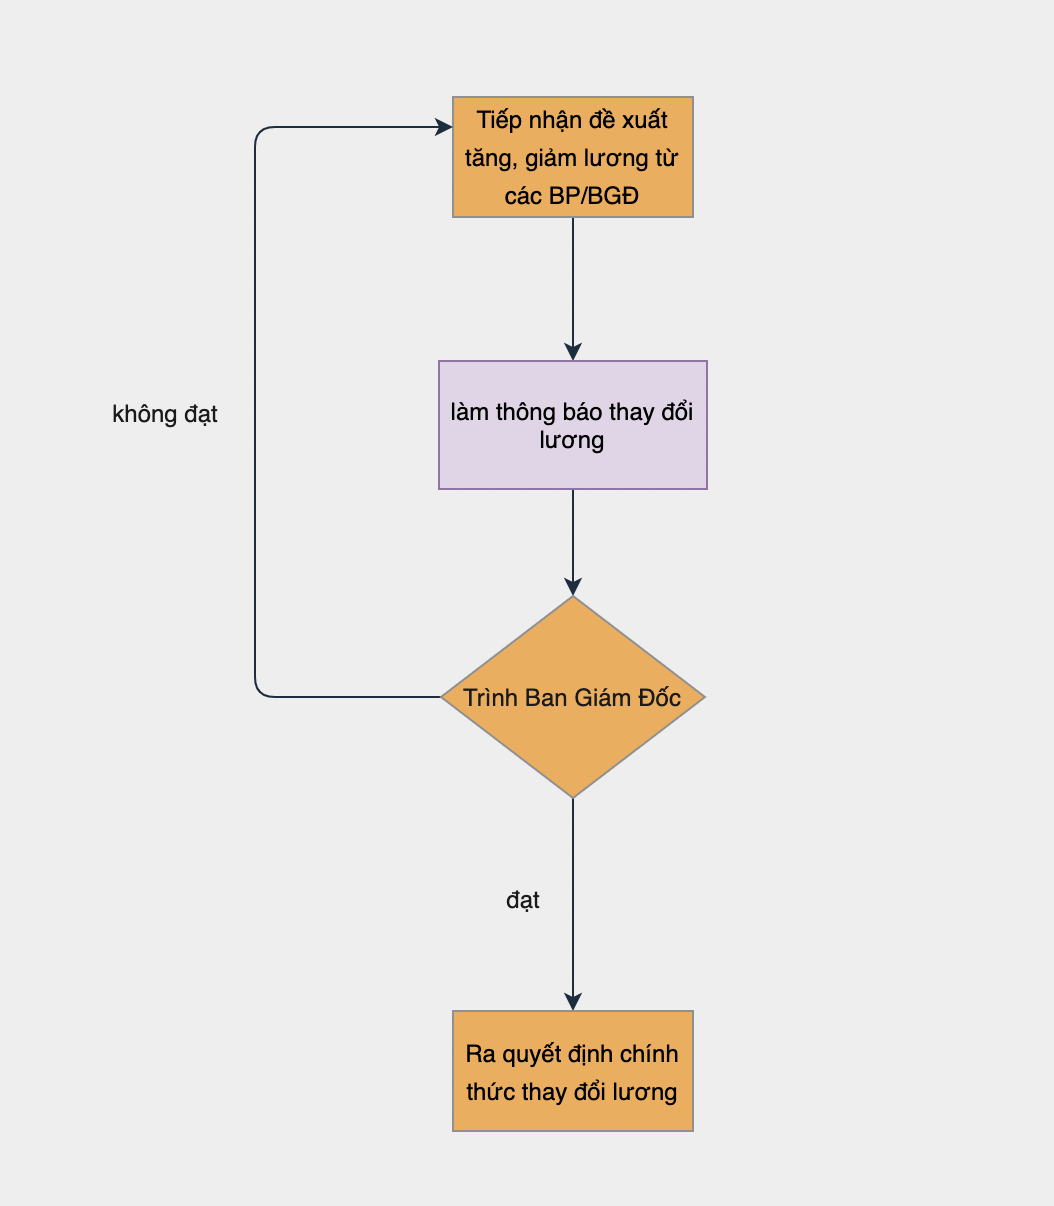 Tiếp nhận đề xuất
tăng, giảm lương từ
các BP/BGĐ
không đạt
làm thông báo thay đổi
lương
Trình Ban Giám Đốc
đạt
Ra quyết định chính
thức thay đổi lương